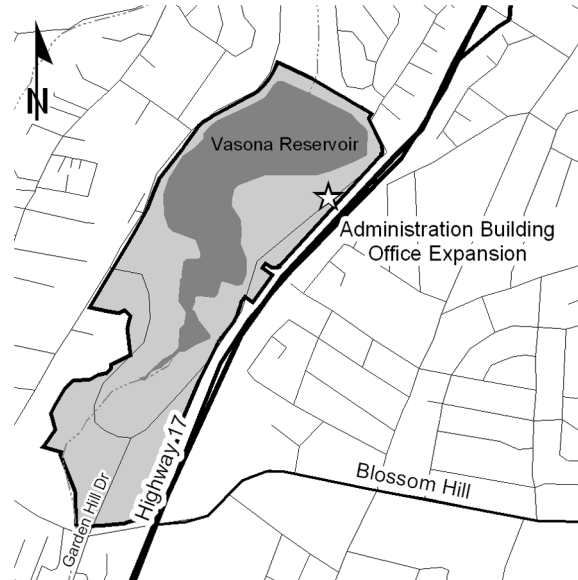 N
Vasona Reservoir
Administration Building
Office Expansion
Highway 17
Blossom Hill
Garden Hill Dr